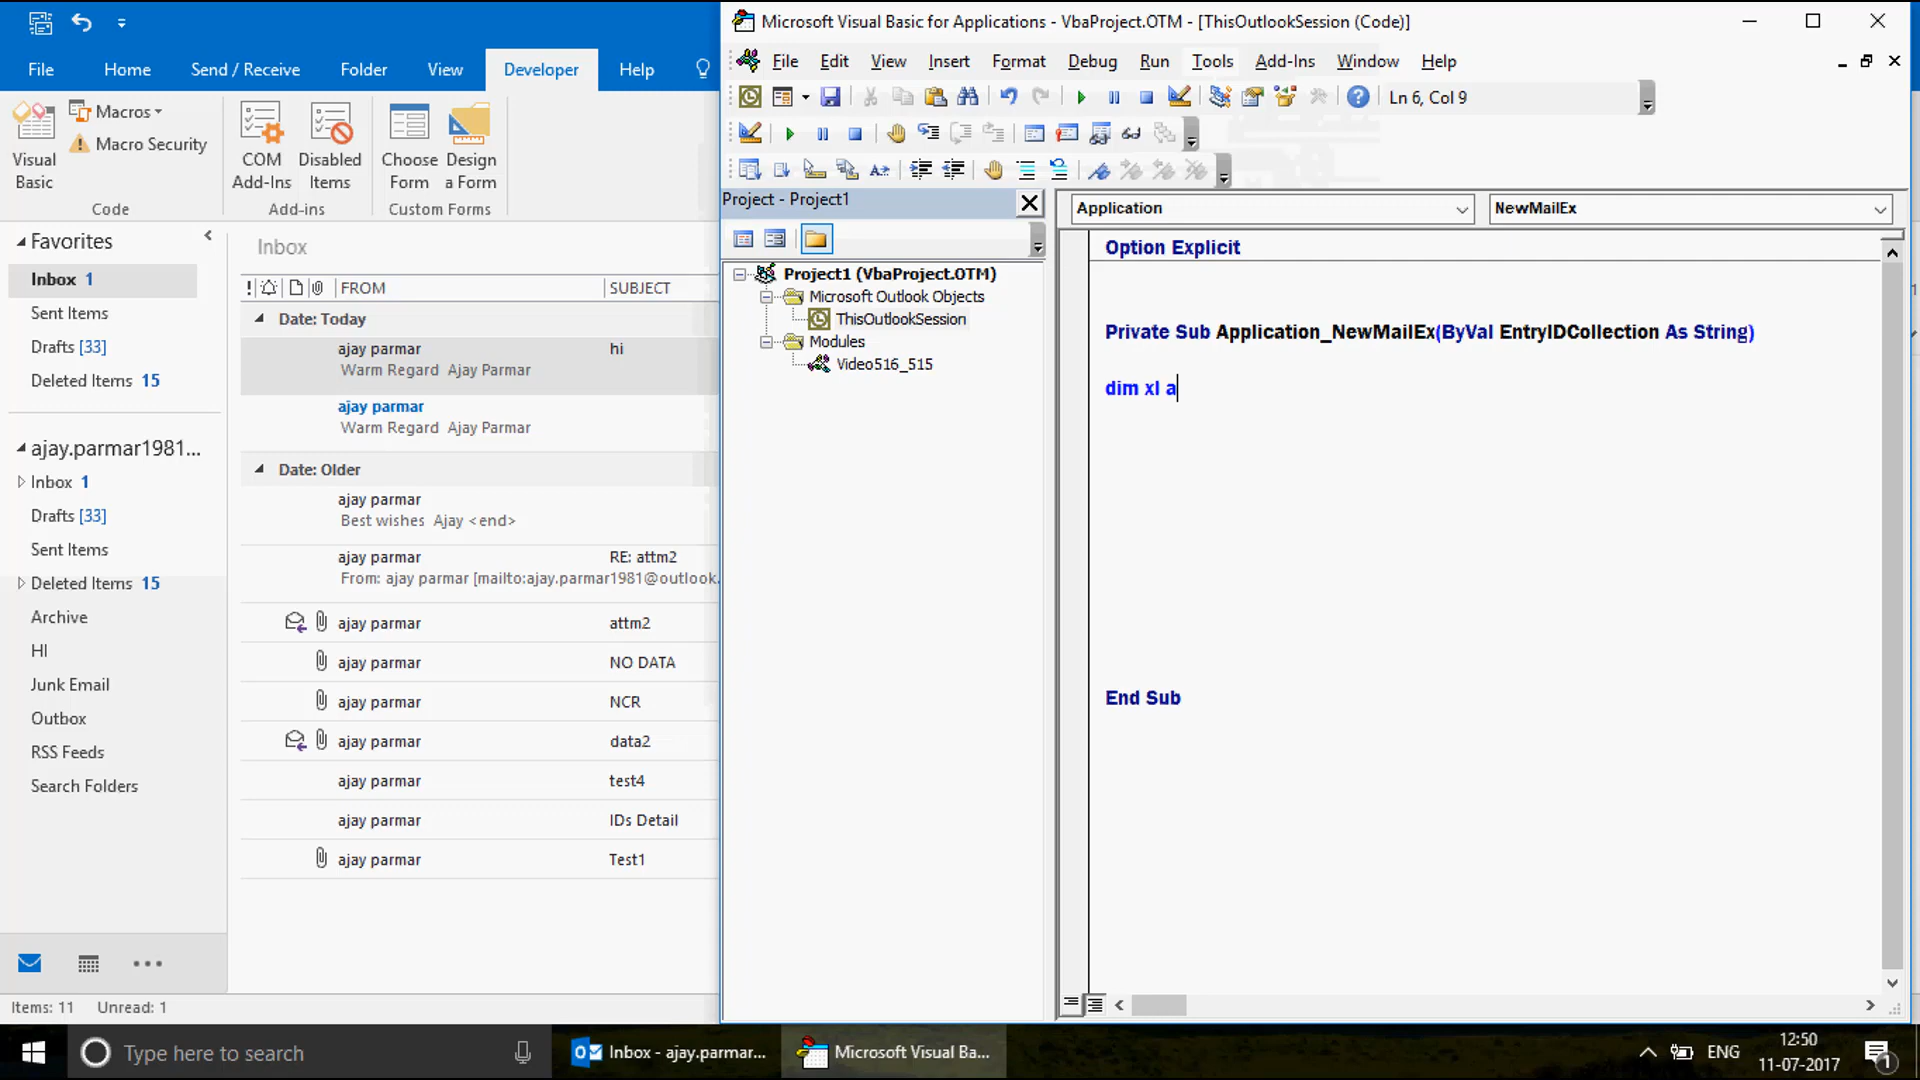 Microsoft Visual Basic for Applications - VbaProject.OTM - [ThisOutlookSession (Code)]
File Home Send / Receive Folder View Developer Help
File Edit View Insert Format Debug Run Tools Add-Ins Window Help
Ln 6, Col 9
Visual Basic
Macros
Macro Security
COM Add-Ins
Disabled Items
Choose Form
Design a Form
Code
Add-ins
Custom Forms
Favorites
Inbox 1
Sent Items
Drafts [33]
Deleted Items 15
ajay.parmar1981...
Inbox 1
Drafts [33]
Sent Items
Deleted Items 15
Archive
HI
Junk Email
Outbox
RSS Feeds
Search Folders
Items: 11 Unread: 1
Inbox
! FROM SUBJECT
Date: Today
ajay parmar hi
Warm Regard Ajay Parmar
ajay parmar
Warm Regard Ajay Parmar
Date: Older
ajay parmar
Best wishes Ajay <end>
ajay parmar RE: attm2
From: ajay parmar [mailto:ajay.parmar1981@outlook.
ajay parmar attm2
ajay parmar NO DATA
ajay parmar NCR
ajay parmar data2
ajay parmar test4
ajay parmar IDs Detail
ajay parmar Test1
Project - Project1
Project1 (VbaProject.OTM)
Microsoft Outlook Objects
ThisOutlookSession
Modules
Video516_515
Application NewMailEx
Option Explicit
Private Sub Application_NewMailEx(ByVal EntryIDCollection As String)
dim xl a
End Sub
Type here to search
Inbox - ajay.parmar...
Microsoft Visual Ba...
ENG
12:50
11-07-2017
1